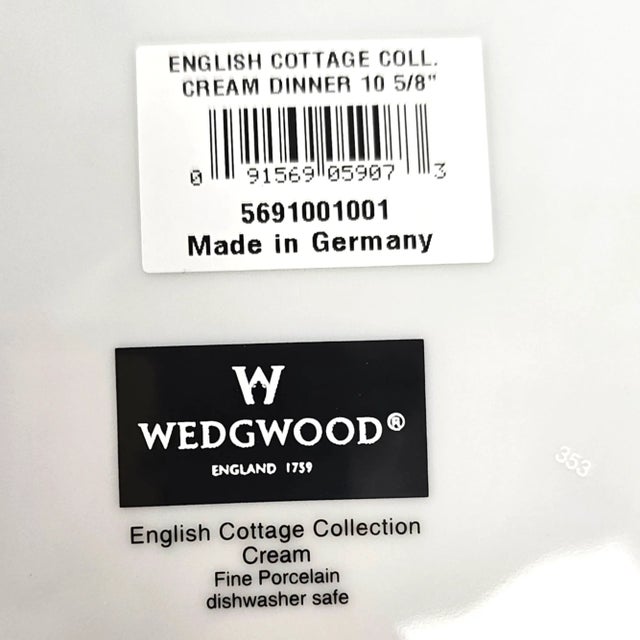 ENGLISH COTTAGE COLL.
CREAM DINNER 10 5/8"
0 91569 05907 3
5691001001
Made in Germany
W
WEDGWOOD®
ENGLAND 1759
English Cottage Collection
Cream
Fine Porcelain
dishwasher safe
353